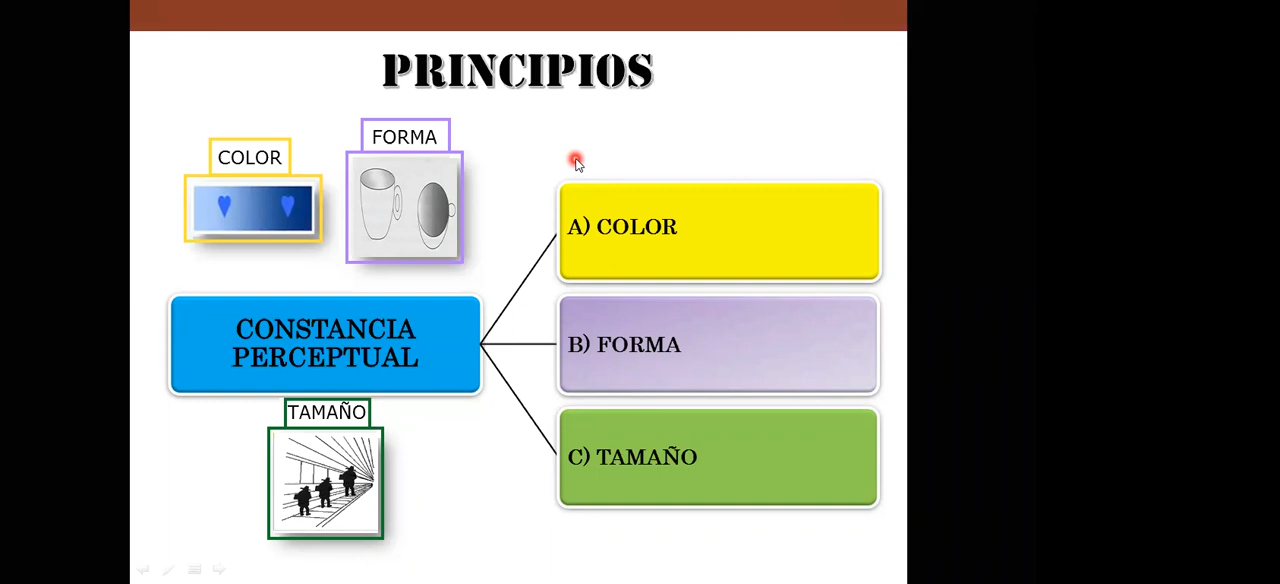 PRINCIPIOS
COLOR
FORMA
A) COLOR
CONSTANCIA
PERCEPTUAL
B) FORMA
TAMAÑO
C) TAMAÑO